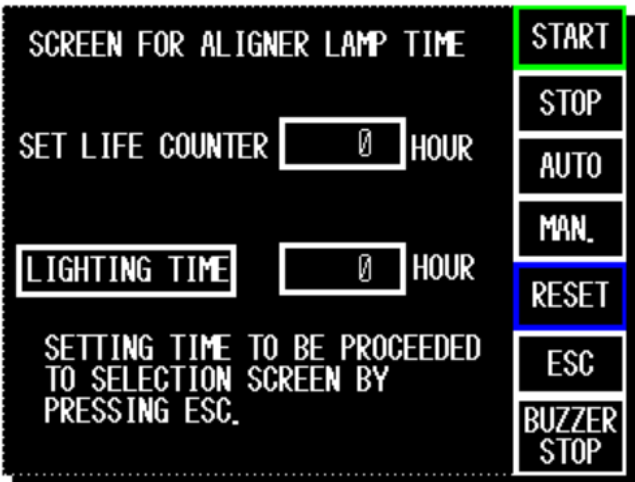 SCREEN FOR ALIGNER LAMP TIME
SET LIFE COUNTER 0 HOUR
LIGHTING TIME 0 HOUR
SETTING TIME TO BE PROCEEDED
TO SELECTION SCREEN BY
PRESSING ESC.
START
STOP
AUTO
MAN.
RESET
ESC
BUZZER
STOP